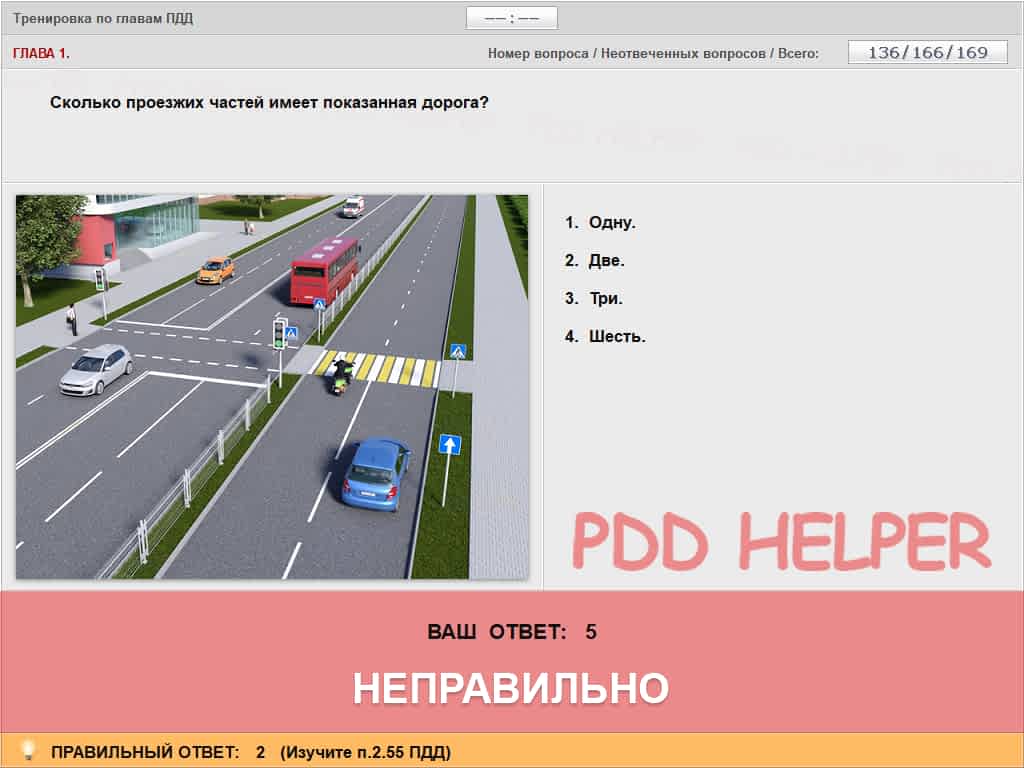 Тренировка по главам ПДД
—— : ——
ГЛАВА 1.
Номер вопроса / Неотвеченных вопросов / Всего: 136/166/169
Сколько проезжих частей имеет показанная дорога?
1. Одну.
2. Две.
3. Три.
4. Шесть.
PDD HELPER
ВАШ ОТВЕТ: 5
НЕПРАВИЛЬНО
ПРАВИЛЬНЫЙ ОТВЕТ: 2 (Изучите п.2.55 ПДД)